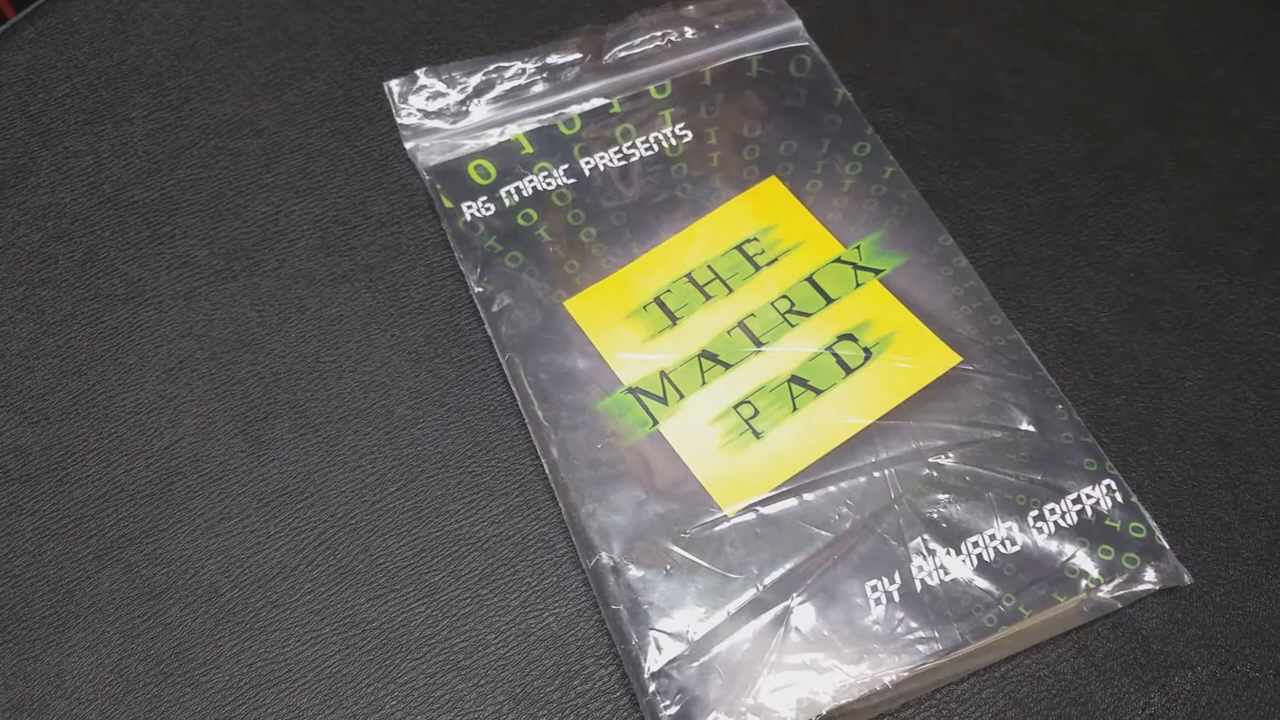 RG MAGIC PRESENTS
THE
MATRIX
PAD
BY RICHARD GRIFFIN